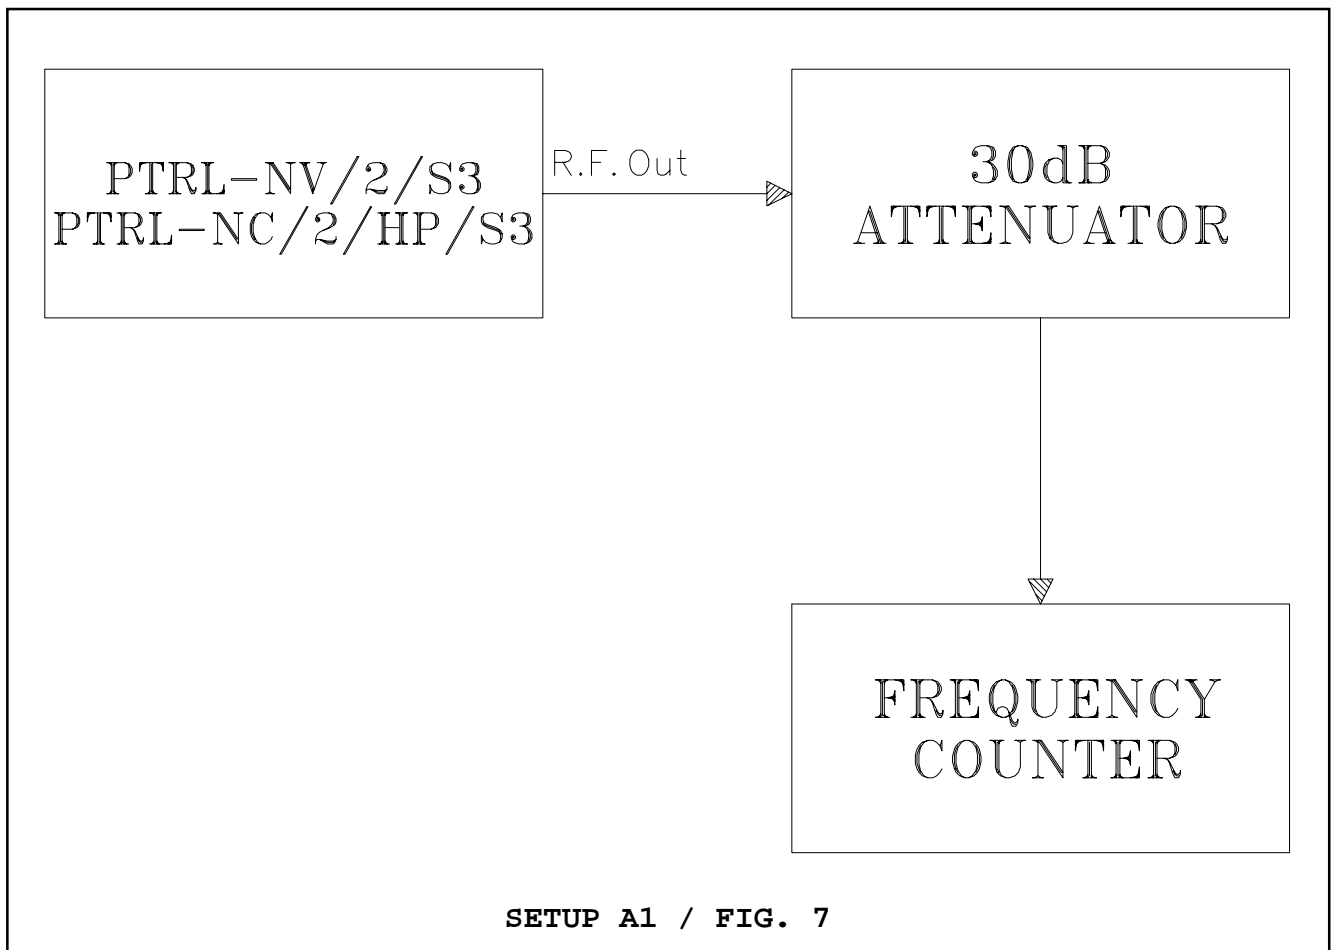 PTRL-NV/2/S3
PTRL-NC/2/HP/S3
R.F. Out
30dB
ATTENUATOR
FREQUENCY
COUNTER
SETUP A1 / FIG. 7